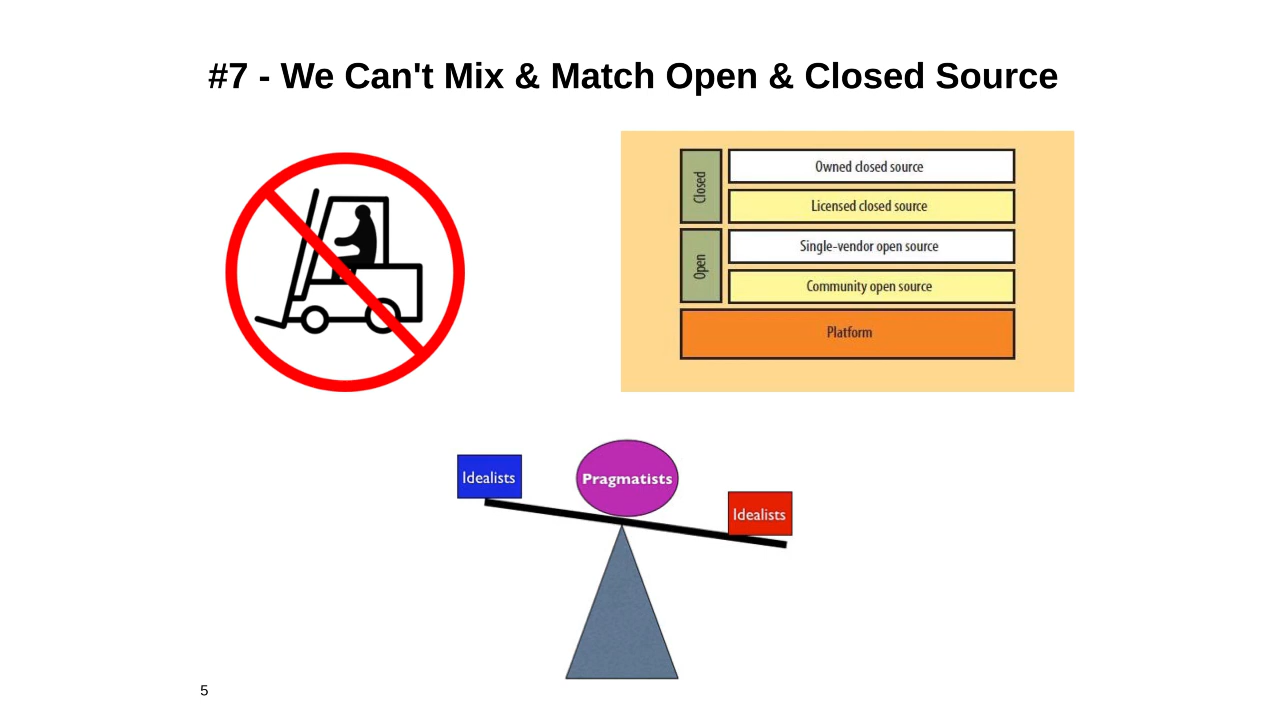 #7 - We Can't Mix & Match Open & Closed Source
Closed
Owned closed source
Licensed closed source
Open
Single-vendor open source
Community open source
Platform
Idealists
Pragmatists
Idealists
5